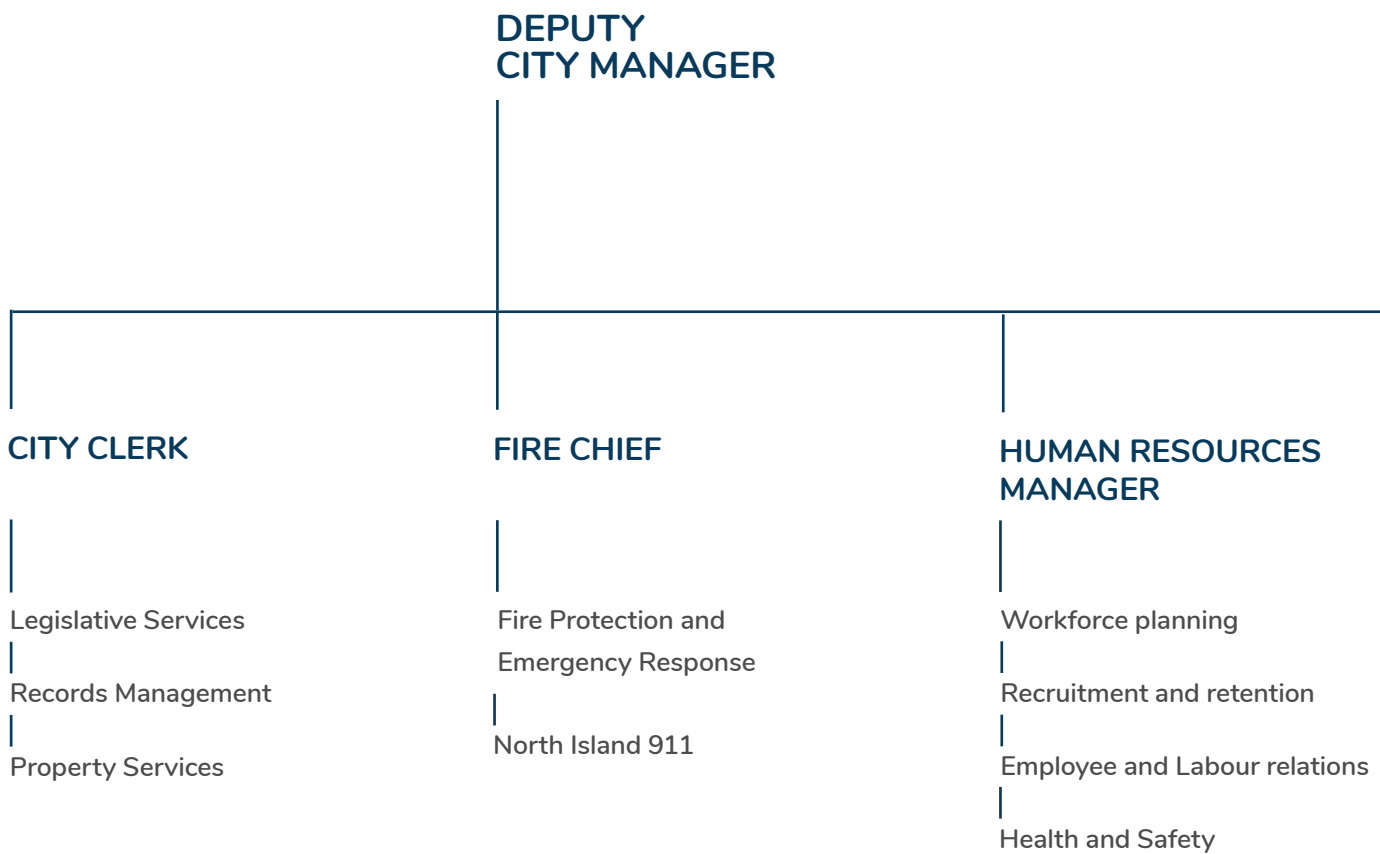 DEPUTY
CITY MANAGER
CITY CLERK
Legislative Services
Records Management
Property Services
FIRE CHIEF
Fire Protection and
Emergency Response
North Island 911
HUMAN RESOURCES
MANAGER
Workforce planning
Recruitment and retention
Employee and Labour relations
Health and Safety